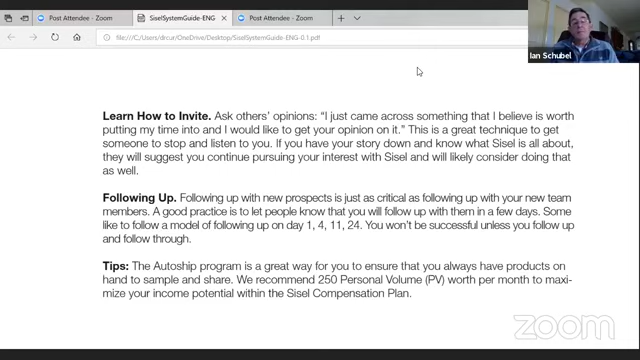 Post Attendee - Zoom
SiselSystemGuide-ENG
Post Attendee - Zoom
file:///C:/Users/drcur/OneDrive/Desktop/SiselSystemGuide-ENG-0.1.pdf
Ian Schubel
Learn How to Invite. Ask others' opinions: “I just came across something that I believe is worth
putting my time into and I would like to get your opinion on it.” This is a great technique to get
someone to stop and listen to you. If you have your story down and know what Sisel is all about,
they will suggest you continue pursuing your interest with Sisel and will likely consider doing that
as well.
Following Up. Following up with new prospects is just as critical as following up with your new team
members. A good practice is to let people know that you will follow up with them in a few days. Some
like to follow a model of following up on day 1, 4, 11, 24. You won't be successful unless you follow up
and follow through.
Tips: The Autoship program is a great way for you to ensure that you always have products on
hand to sample and share. We recommend 250 Personal Volume (PV) worth per month to maxi-
mize your income potential within the Sisel Compensation Plan.
zoom